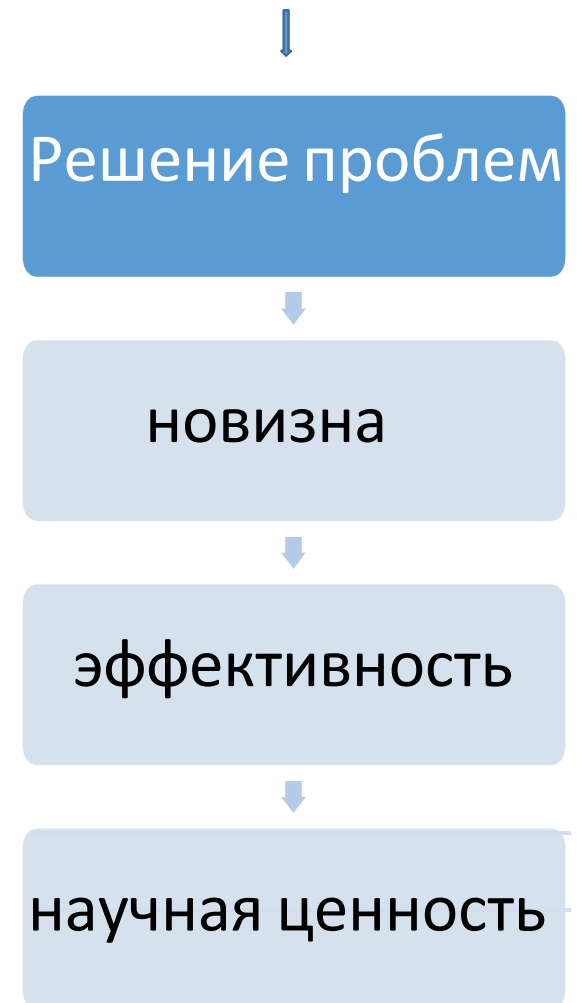 Решение проблем
новизна
эффективность
научная ценность